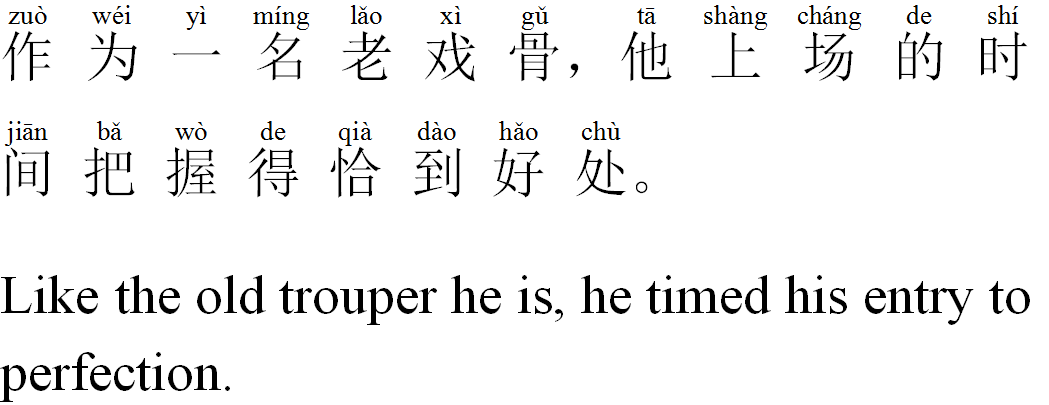 zuò wéi yì míng lǎo xì gǔ tā shàng cháng de shí
作为一名老戏骨，他上场的时
jiān bǎ wò de qià dào hǎo chù
间把握得恰到好处。
Like the old trouper he is, he timed his entry to
perfection.